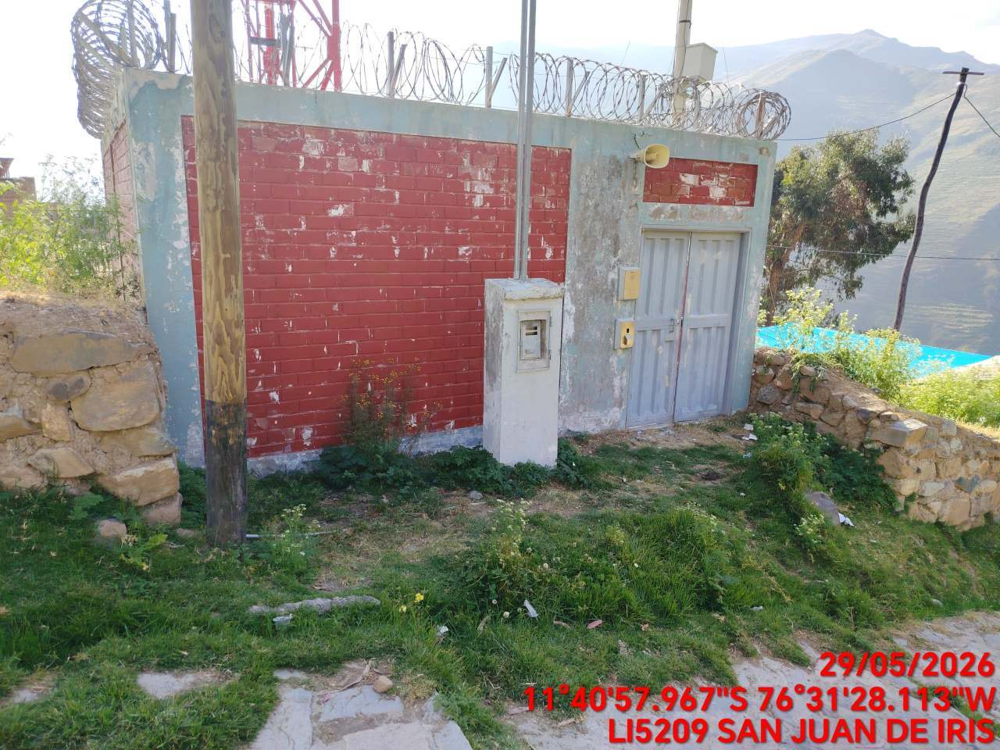 29/05/2026
11°40'57.967"S 76°31'28.113"W
LI5209 SAN JUAN DE IRIS